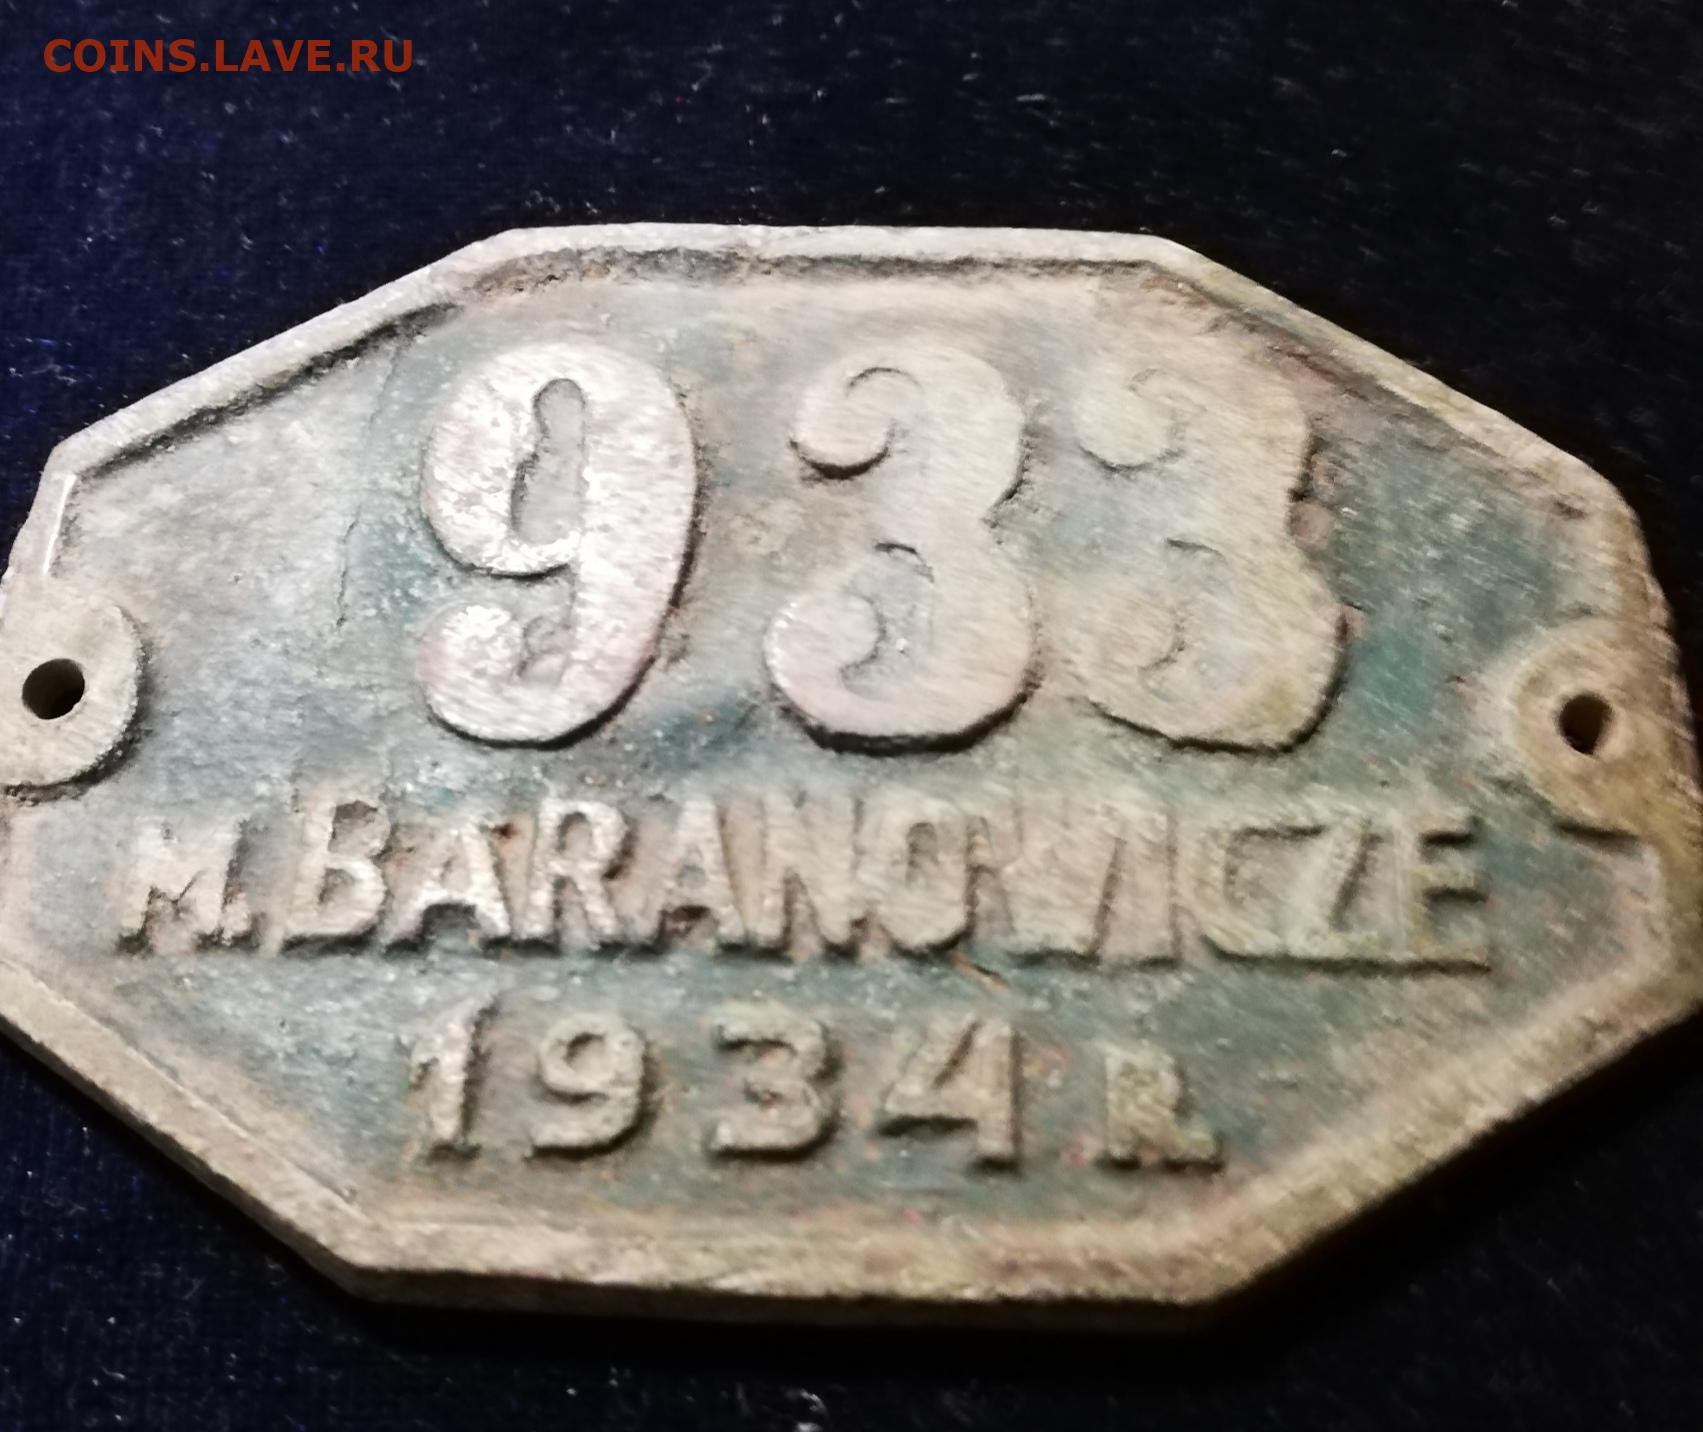 COINS.LAVE.RU
933
M. BARANOWICZE
1934 R.